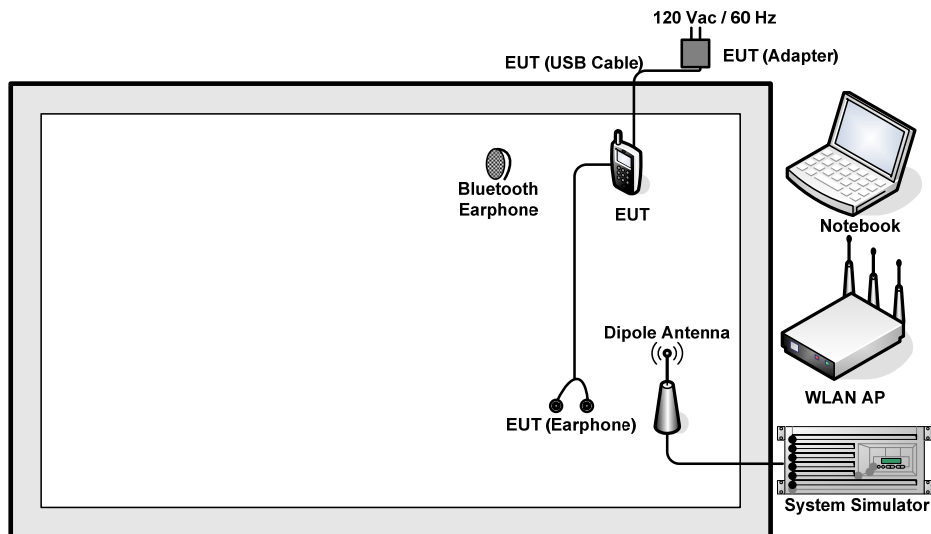 120 Vac / 60 Hz
EUT (USB Cable)
EUT (Adapter)
Bluetooth
Earphone
EUT
Notebook
Dipole Antenna
WLAN AP
EUT (Earphone)
System Simulator